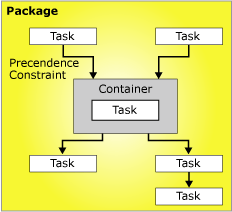 Package
Task
Task
Precendence
Constraint
Container
Task
Task
Task
Task